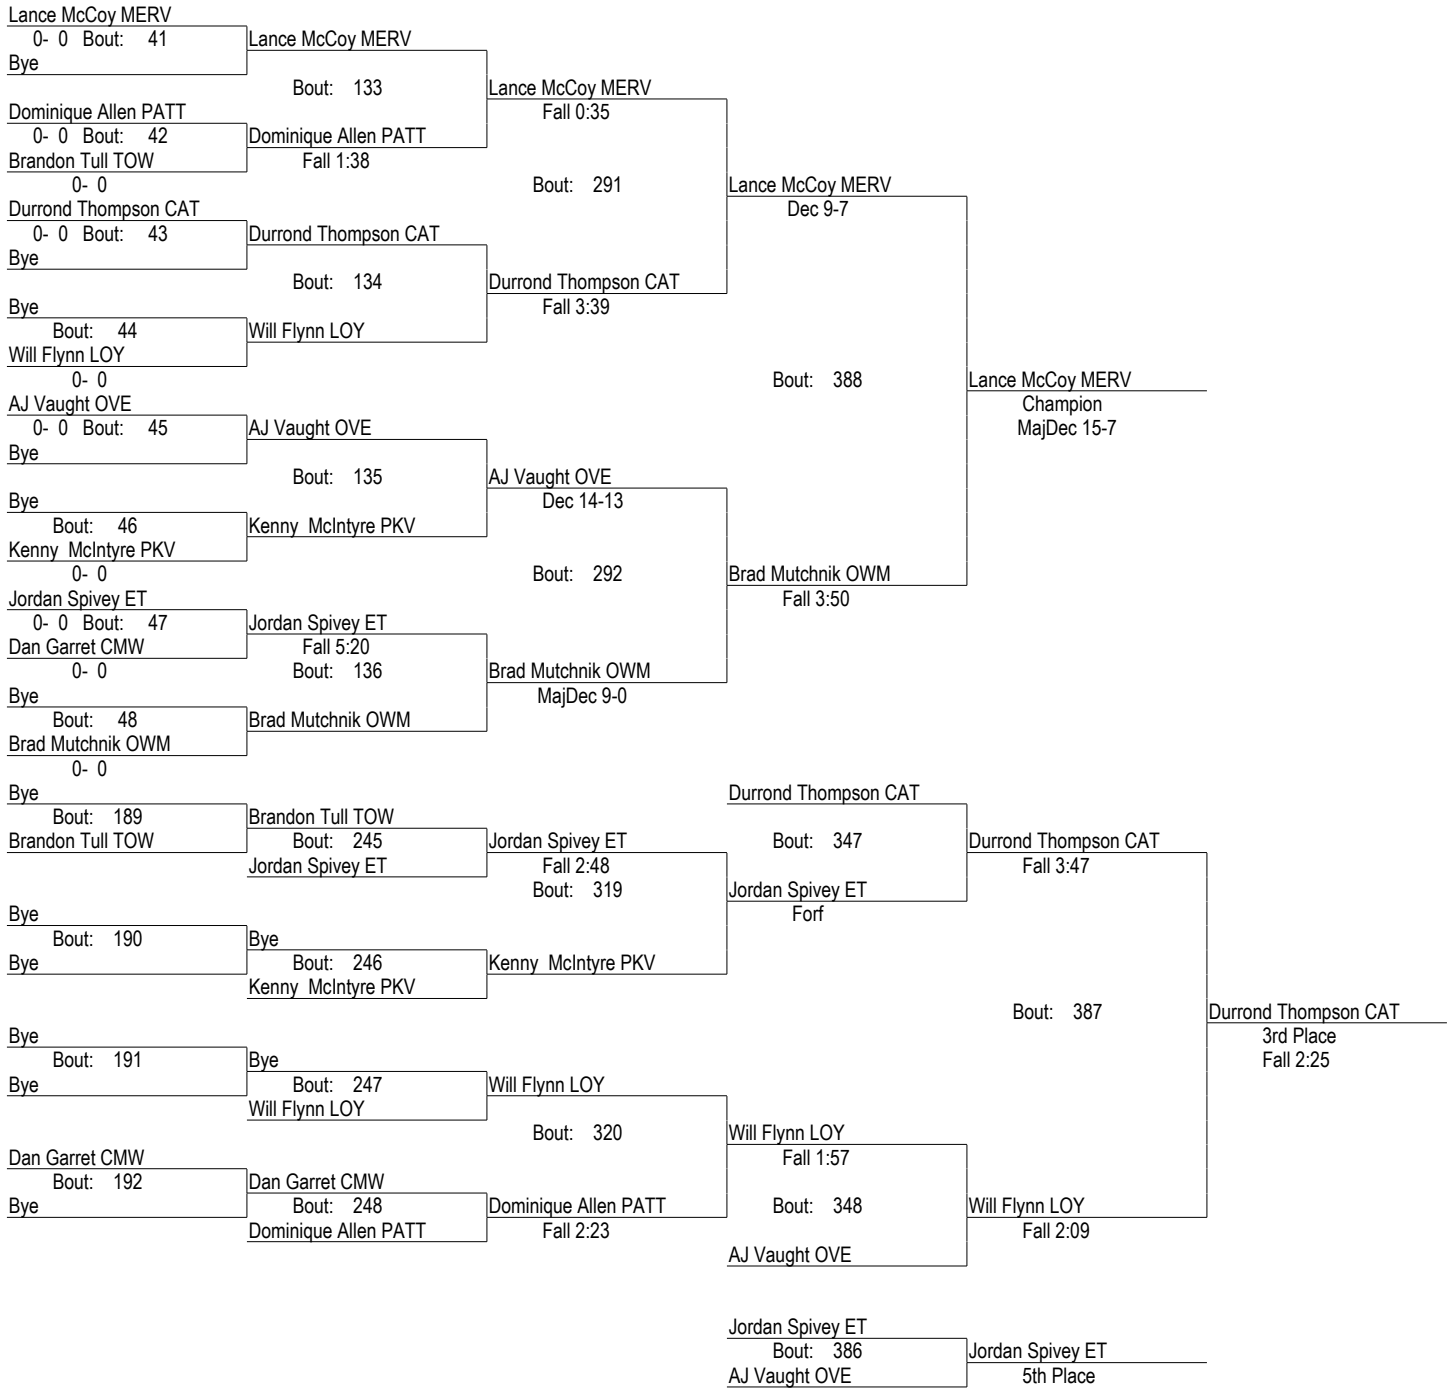 Lance McCoy MERV
0- 0 Bout: 41 Lance McCoy MERV
Bye
Bout: 133 Lance McCoy MERV
Dominique Allen PATT Fall 0:35
0- 0 Bout: 42 Dominique Allen PATT
Brandon Tull TOW Fall 1:38
0- 0 Bout: 291 Lance McCoy MERV
Durrond Thompson CAT Dec 9-7
0- 0 Bout: 43 Durrond Thompson CAT
Bye
Bout: 134 Durrond Thompson CAT
Bye Fall 3:39
Bout: 44 Will Flynn LOY
Will Flynn LOY
0- 0 Bout: 388 Lance McCoy MERV
AJ Vaught OVE Champion
0- 0 Bout: 45 AJ Vaught OVE MajDec 15-7
Bye
Bout: 135 AJ Vaught OVE
Bye Dec 14-13
Bout: 46 Kenny McIntyre PKV
Kenny McIntyre PKV
0- 0 Bout: 292 Brad Mutchnik OWM
Jordan Spivey ET Fall 3:50
0- 0 Bout: 47 Jordan Spivey ET
Dan Garret CMW Fall 5:20
0- 0 Bout: 136 Brad Mutchnik OWM
Bye MajDec 9-0
Bout: 48 Brad Mutchnik OWM
Brad Mutchnik OWM
0- 0
Bye Durrond Thompson CAT
Bout: 189 Brandon Tull TOW
Brandon Tull TOW Bout: 245 Jordan Spivey ET Bout: 347 Durrond Thompson CAT
Jordan Spivey ET Fall 2:48 Fall 3:47
Bout: 319 Jordan Spivey ET
Bye Forf
Bout: 190 Bye
Bye Bout: 246 Kenny McIntyre PKV
Kenny McIntyre PKV
Bout: 387 Durrond Thompson CAT
Bye 3rd Place
Bout: 191 Bye Fall 2:25
Bye Bout: 247 Will Flynn LOY
Will Flynn LOY
Bout: 320 Will Flynn LOY
Dan Garret CMW Fall 1:57
Bout: 192 Dan Garret CMW
Bye Bout: 248 Dominique Allen PATT Bout: 348 Will Flynn LOY
Dominique Allen PATT Fall 2:23 Fall 2:09
AJ Vaught OVE
Jordan Spivey ET
Bout: 386 Jordan Spivey ET
AJ Vaught OVE 5th Place